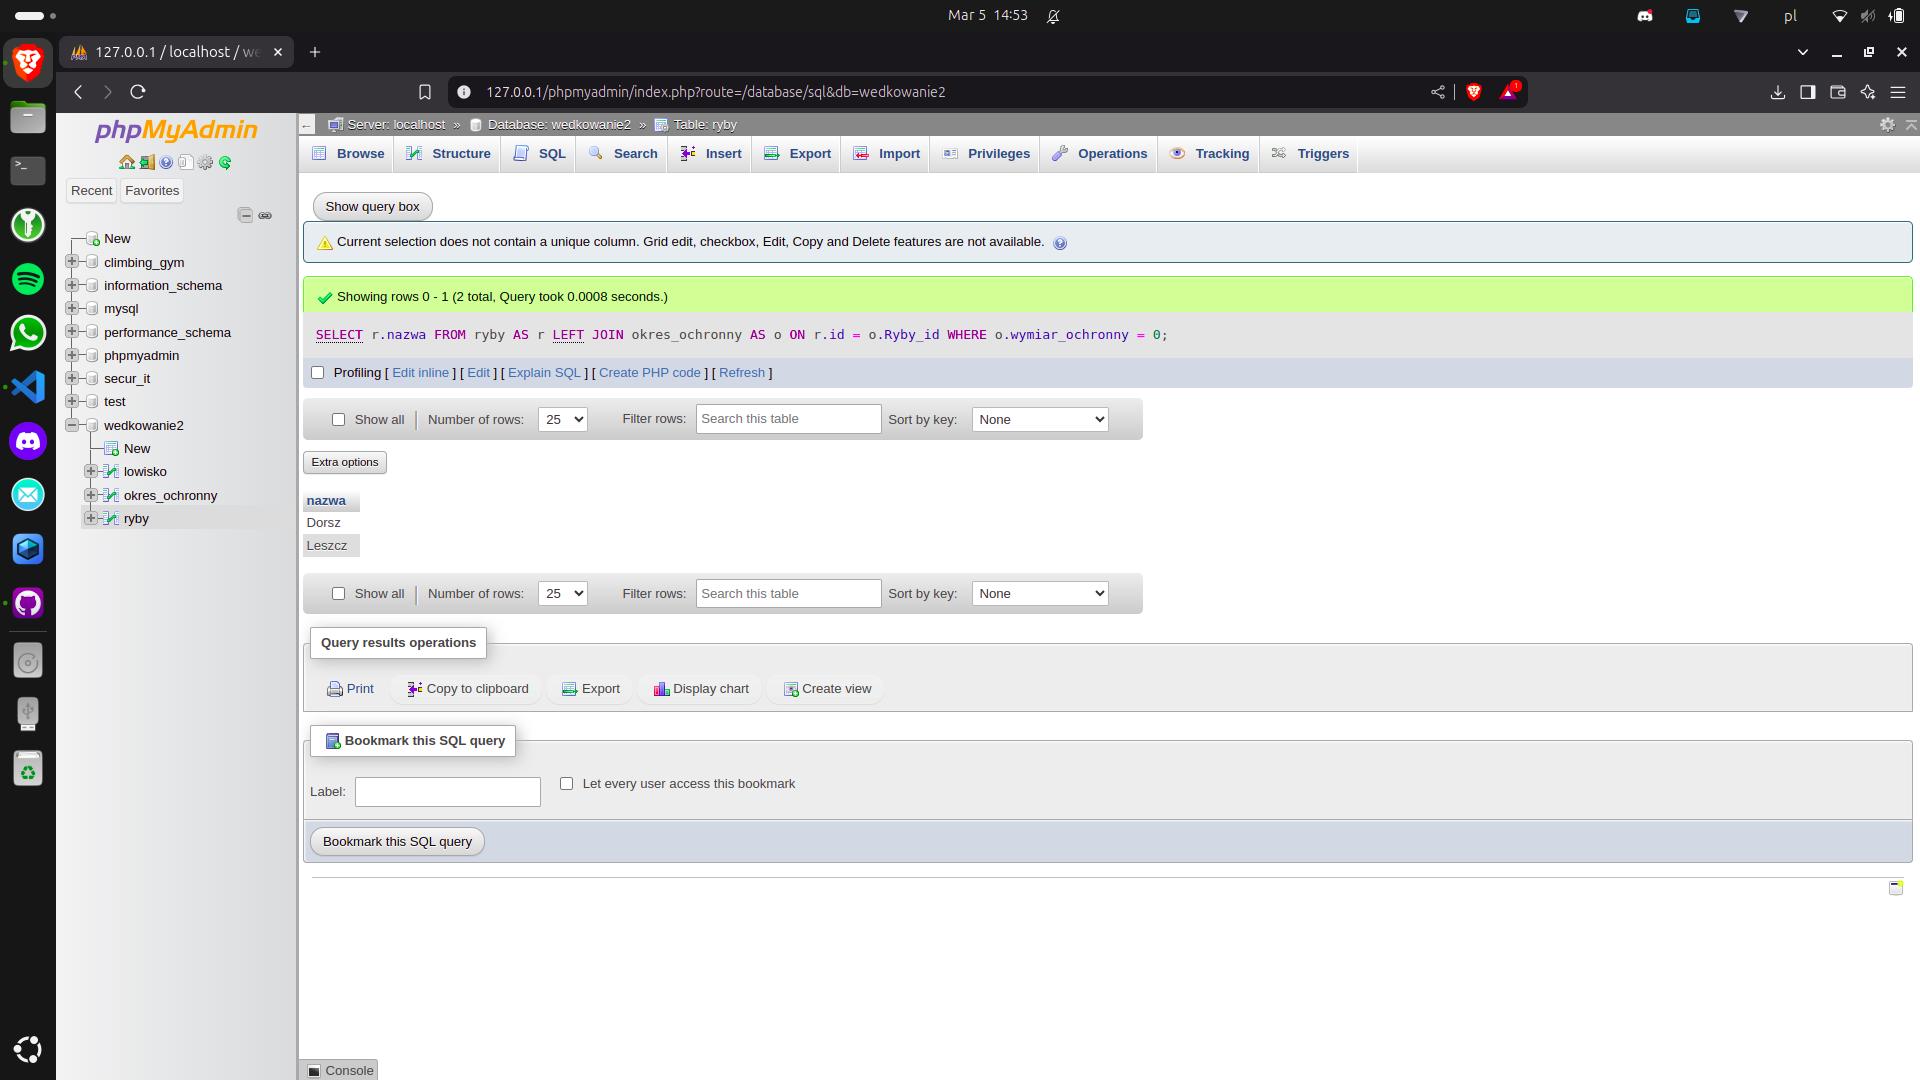 Mar 5 14:53
pl
127.0.0.1 / localhost / we
127.0.0.1/phpmyadmin/index.php?route=/database/sql&db=wedkowanie2
1
phpMyAdmin
Recent
Favorites
New
climbing_gym
information_schema
mysql
performance_schema
phpmyadmin
secur_it
test
wedkowanie2
New
lowisko
okres_ochronny
ryby
Server: localhost » Database: wedkowanie2 » Table: ryby
Browse Structure SQL Search Insert Export Import Privileges Operations Tracking Triggers
Show query box
Current selection does not contain a unique column. Grid edit, checkbox, Edit, Copy and Delete features are not available.
Showing rows 0 - 1 (2 total, Query took 0.0008 seconds.)
SELECT r.nazwa FROM ryby AS r LEFT JOIN okres_ochronny AS o ON r.id = o.Ryby_id WHERE o.wymiar_ochronny = 0;
Profiling [ Edit inline ] [ Edit ] [ Explain SQL ] [ Create PHP code ] [ Refresh ]
Show all Number of rows: 25 Filter rows: Search this table Sort by key: None
Extra options
nazwa
Dorsz
Leszcz
Show all Number of rows: 25 Filter rows: Search this table Sort by key: None
Query results operations
Print Copy to clipboard Export Display chart Create view
Bookmark this SQL query
Label: Let every user access this bookmark
Bookmark this SQL query
Console